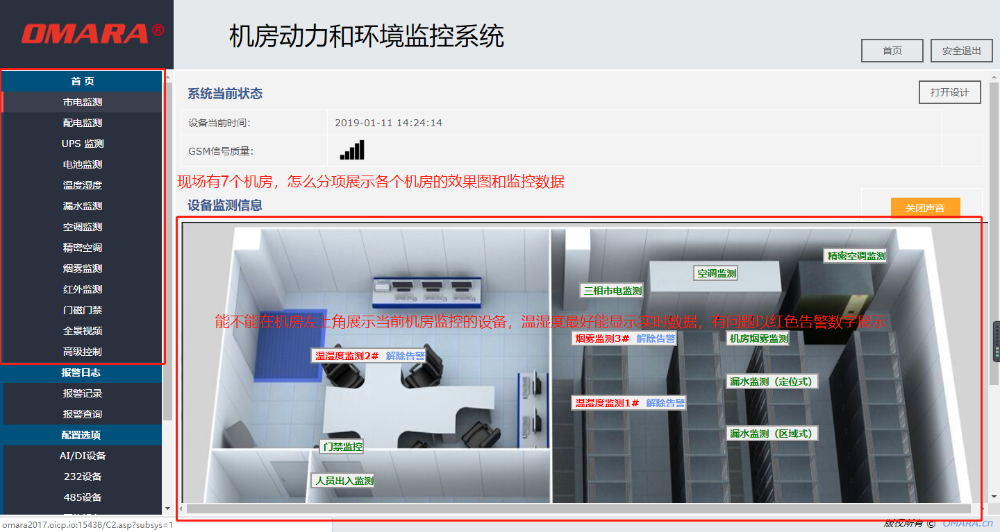 OMARA®
机房动力和环境监控系统
首页
安全退出
首 页
市电监测
配电监测
UPS 监测
电池监测
温度湿度
漏水监测
空调监测
精密空调
烟雾监测
红外监测
门磁门禁
全景视频
高级控制
报警日志
报警记录
报警查询
配置选项
AI/DI设备
232设备
485设备
系统当前状态
打开设计
设备当前时间：
2019-01-11 14:24:14
GSM信号质量：
现场有7个机房，怎么分项展示各个机房的效果图和监控数据
设备监测信息
关闭声音
精密空调监测
空调监测
三相市电监测
能不能在机房左上角展示当前机房监控的设备，温湿度最好能显示实时数据，有问题以红色告警数字展示
烟雾监测3# 解除告警
机房烟雾监测
温湿度监测2# 解除告警
漏水监测（定位式）
温湿度监测1# 解除告警
漏水监测（区域式）
门禁监控
人员出入监测
omara2017.oicp.io:15438/C2.asp?subsys=1
版权所有 © OMARA.cn